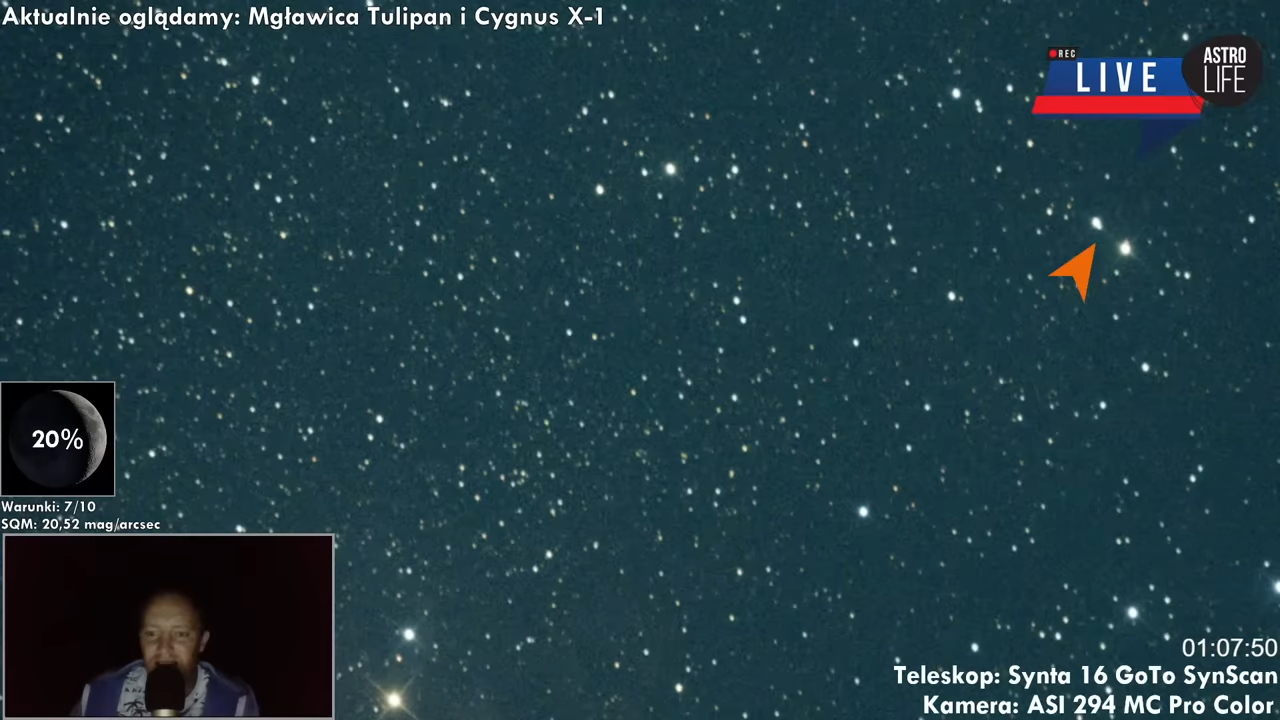 Aktualnie oglądamy: Mgławica Tulipan i Cygnus X-1
REC
LIVE
ASTRO
LIFE
20%
Warunki: 7/10
SQM: 20,52 mag/arcsec
01:07:50
Teleskop: Synta 16 GoTo SynScan
Kamera: ASI 294 MC Pro Color